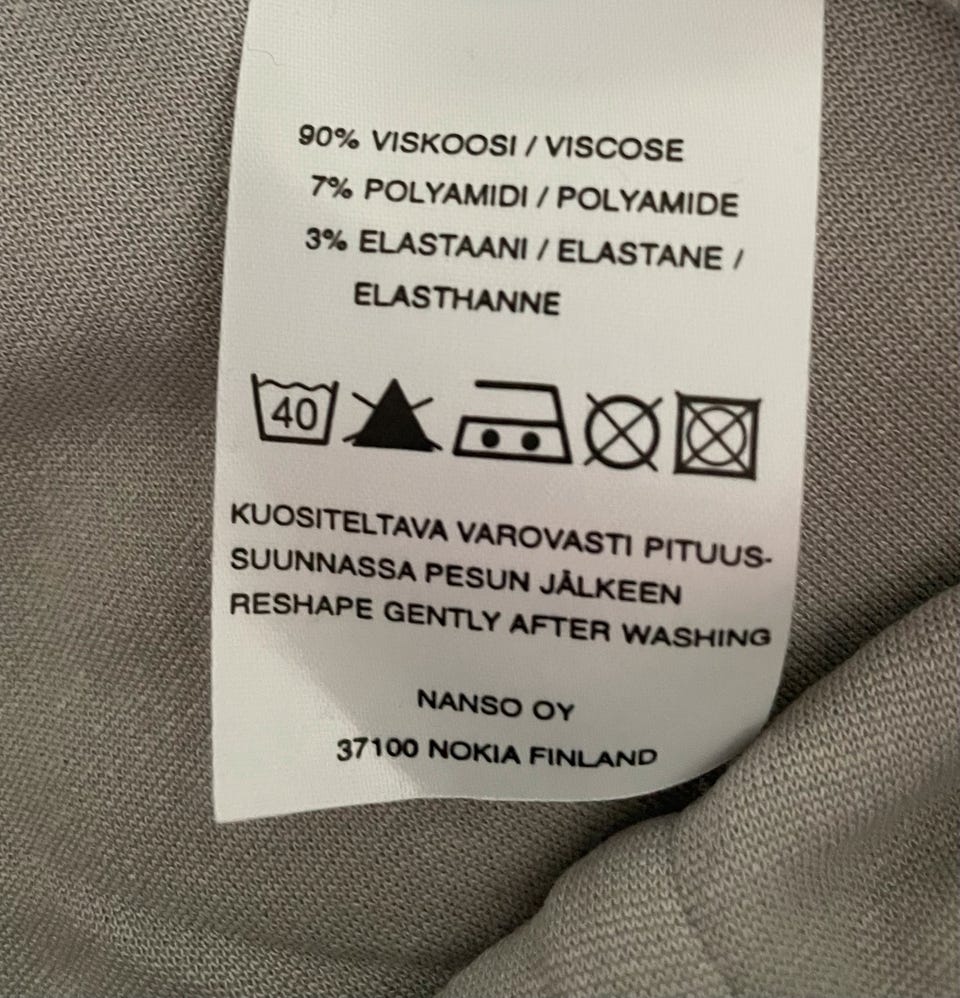 90% VISKOOSI / VISCOSE
7% POLYAMIDI / POLYAMIDE
3% ELASTAANI / ELASTANE /
ELASTHANNE
40
KUOSITELTAVA VAROVASTI PITUUS-
SUUNNASSA PESUN JÄLKEEN
RESHAPE GENTLY AFTER WASHING
NANSO OY
37100 NOKIA FINLAND